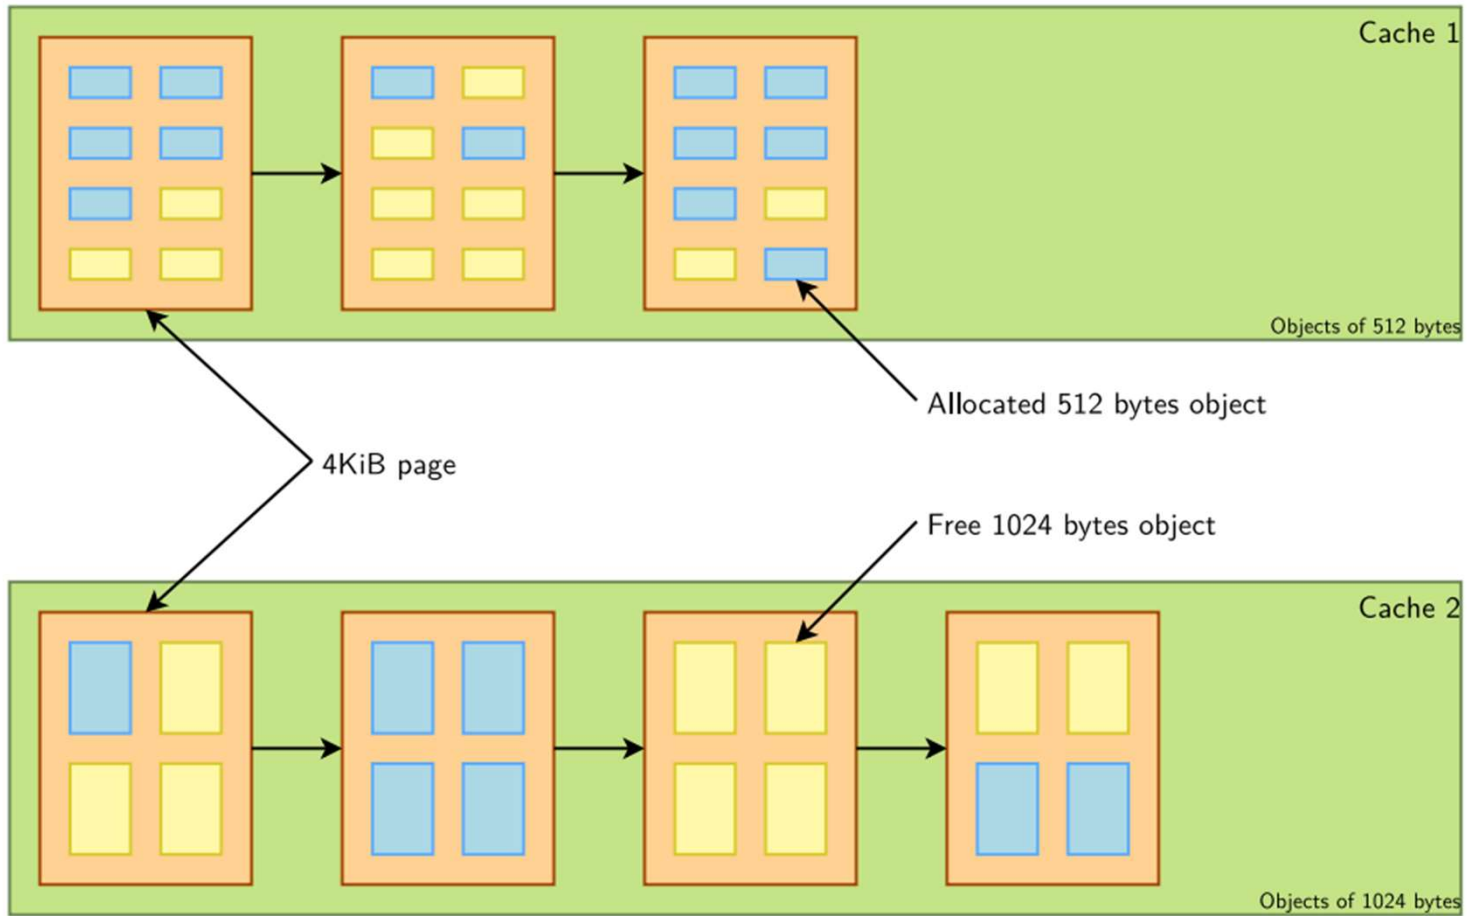 Cache 1
Objects of 512 bytes
Allocated 512 bytes object
4KiB page
Free 1024 bytes object
Cache 2
Objects of 1024 bytes